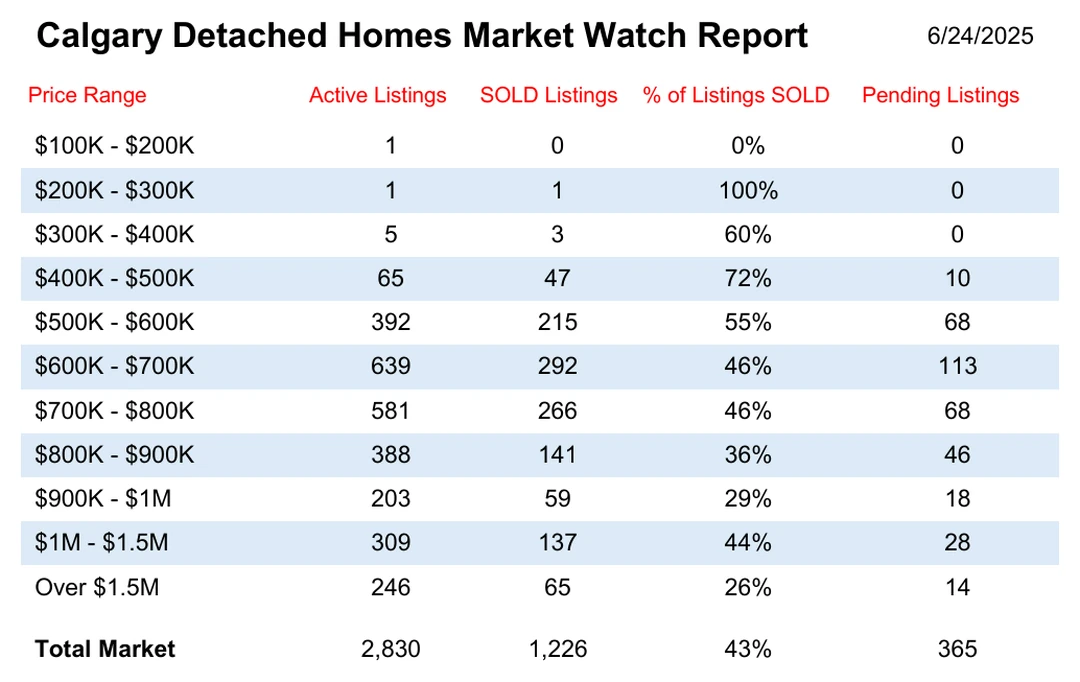 Calgary Detached Homes Market Watch Report 6/24/2025
Price Range Active Listings SOLD Listings % of Listings SOLD Pending Listings
$100K - $200K 1 0 0% 0
$200K - $300K 1 1 100% 0
$300K - $400K 5 3 60% 0
$400K - $500K 65 47 72% 10
$500K - $600K 392 215 55% 68
$600K - $700K 639 292 46% 113
$700K - $800K 581 266 46% 68
$800K - $900K 388 141 36% 46
$900K - $1M 203 59 29% 18
$1M - $1.5M 309 137 44% 28
Over $1.5M 246 65 26% 14
Total Market 2,830 1,226 43% 365